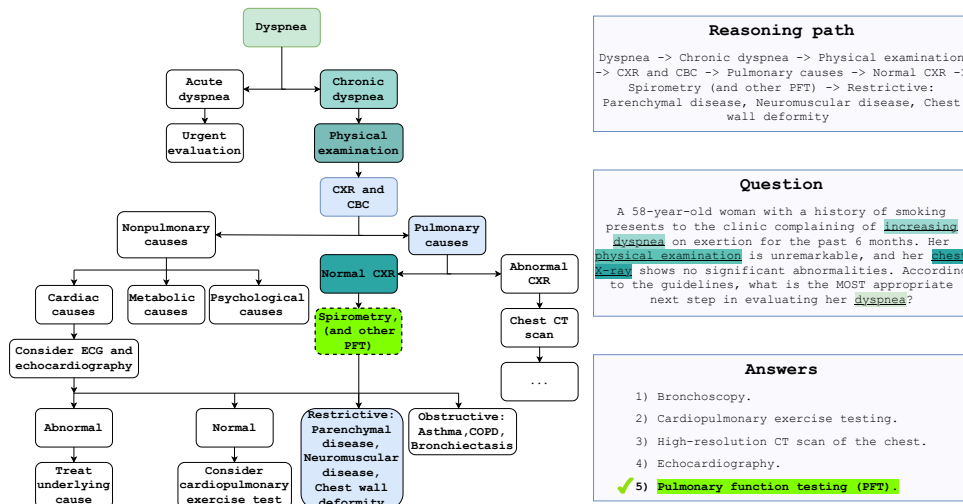 Dyspnea
Acute
dyspnea
Chronic
dyspnea
Urgent
evaluation
Physical
examination
CXR and
CBC
Nonpulmonary
causes
Pulmonary
causes
Normal CXR
Abnormal
CXR
Cardiac
causes
Metabolic
causes
Psychological
causes
Spirometry,
(and other
PFT)
Chest CT
scan
Consider ECG and
echocardiography
...
Abnormal
Normal
Restrictive:
Parenchymal
disease,
Neuromuscular
disease,
Chest wall
deformity
Obstructive:
Asthma,COPD,
Bronchiectasis
Treat
underlying
cause
Consider
cardiopulmonary
exercise test
Reasoning path
Dyspnea -> Chronic dyspnea -> Physical examination
-> CXR and CBC -> Pulmonary causes -> Normal CXR ->
Spirometry (and other PFT) -> Restrictive:
Parenchymal disease, Neuromuscular disease, Chest
wall deformity
Question
A 58-year-old woman with a history of smoking
presents to the clinic complaining of increasing
dyspnea on exertion for the past 6 months. Her
physical examination is unremarkable, and her chest
X-ray shows no significant abnormalities. According
to the guidelines, what is the MOST appropriate
next step in evaluating her dyspnea?
Answers
1) Bronchoscopy.
2) Cardiopulmonary exercise testing.
3) High-resolution CT scan of the chest.
4) Echocardiography.
5) Pulmonary function testing (PFT).